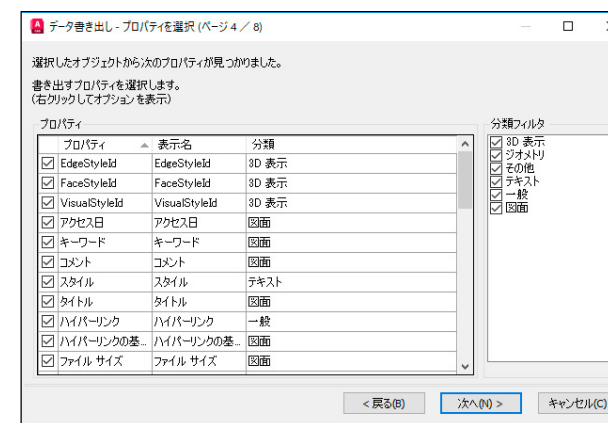 データ書き出し - プロパティを選択 (ページ 4 ／ 8)
選択したオブジェクトから次のプロパティが見つかりました。
書き出すプロパティを選択します。
(右クリックしてオプションを表示)
プロパティ
プロパティ 表示名 分類
EdgeStyleId EdgeStyleId 3D 表示
FaceStyleId FaceStyleId 3D 表示
VisualStyleId VisualStyleId 3D 表示
アクセス日 アクセス日 図面
キーワード キーワード 図面
コメント コメント 図面
スタイル スタイル テキスト
タイトル タイトル 図面
ハイパーリンク ハイパーリンク 一般
ハイパーリンクの基... ハイパーリンクの基... 図面
ファイル サイズ ファイル サイズ 図面
分類フィルタ
3D 表示
ジオメトリ
その他
テキスト
一般
図面
< 戻る(B) 次へ(N) > キャンセル(C)